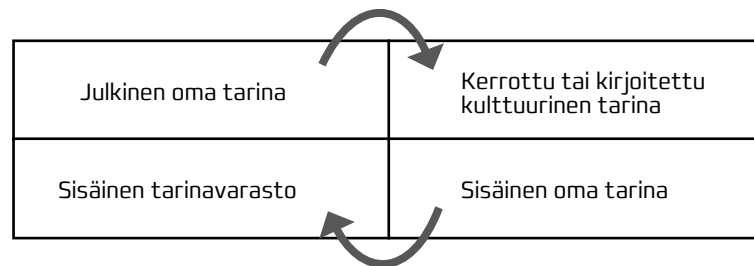 Julkinen oma tarina
Kerrottu tai kirjoitettu
kulttuurinen tarina
Sisäinen tarinavarasto
Sisäinen oma tarina